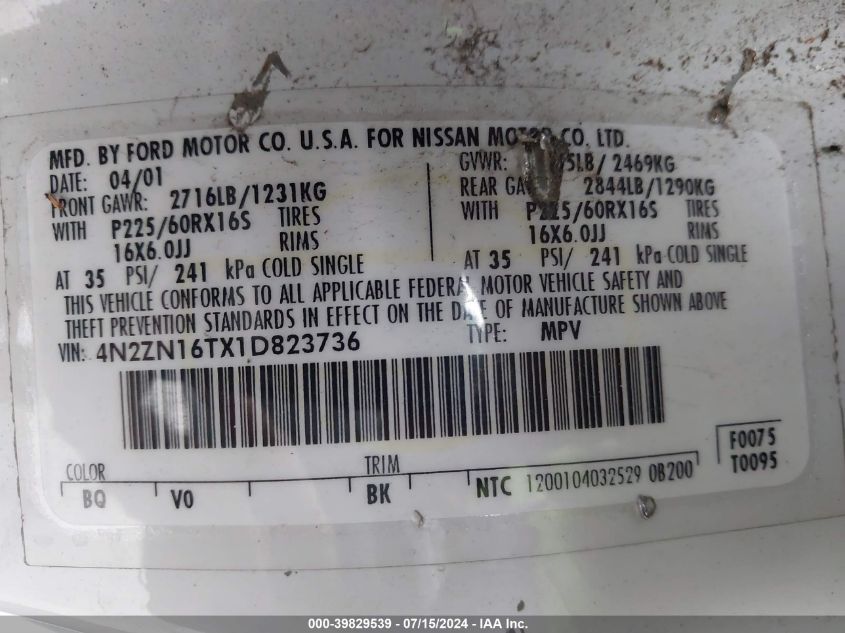 MFD. BY FORD MOTOR CO. U.S.A. FOR NISSAN MOTOR CO. LTD.
DATE: 04/01 GVWR: 5LB/ 2469KG
FRONT GAWR: 2716LB/1231KG REAR GA 2844LB/1290KG
WITH P225/60RX16S TIRES WITH P225/60RX16S TIRES
16X6.0JJ RIMS 16X6.0JJ RIMS
AT 35 PSI/ 241 kPa COLD SINGLE AT 35 PSI/ 241 kPa COLD SINGLE
THIS VEHICLE CONFORMS TO ALL APPLICABLE FEDERAL MOTOR VEHICLE SAFETY AND
THEFT PREVENTION STANDARDS IN EFFECT ON THE DATE OF MANUFACTURE SHOWN ABOVE
VIN: 4N2ZN16TX1D823736 TYPE: MPV
F0075
T0095
COLOR TRIM
BQ V0 BK NTC 1200104032529 0B200
000-39829539 - 07/15/2024 - IAA Inc.